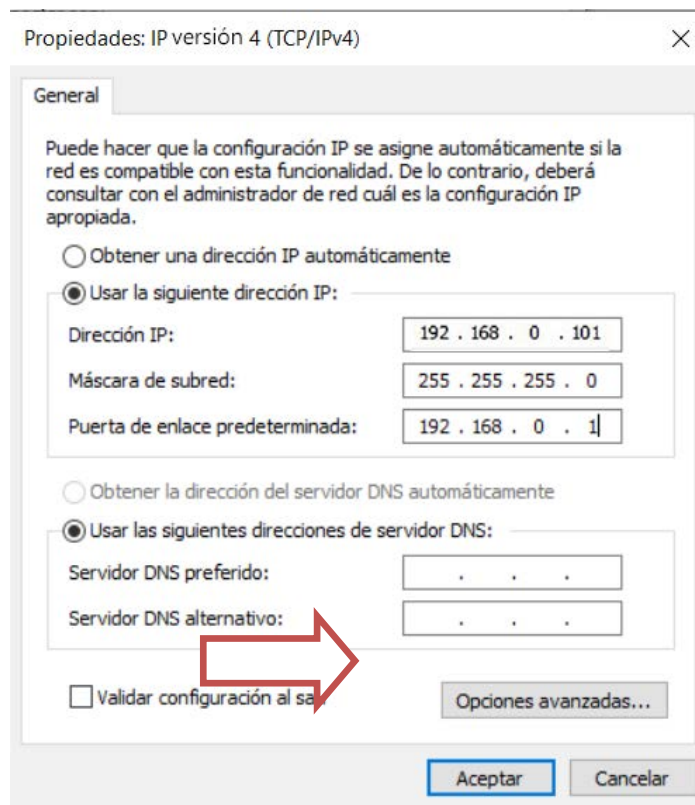 Propiedades: IP versión 4 (TCP/IPv4)
General
Puede hacer que la configuración IP se asigne automáticamente si la
red es compatible con esta funcionalidad. De lo contrario, deberá
consultar con el administrador de red cuál es la configuración IP
apropiada.
Obtener una dirección IP automáticamente
Usar la siguiente dirección IP:
Dirección IP: 192 . 168 . 0 . 101
Máscara de subred: 255 . 255 . 255 . 0
Puerta de enlace predeterminada: 192 . 168 . 0 . 1
Obtener la dirección del servidor DNS automáticamente
Usar las siguientes direcciones de servidor DNS:
Servidor DNS preferido: . . .
Servidor DNS alternativo: . . .
Validar configuración al
Opciones avanzadas...
Aceptar Cancelar